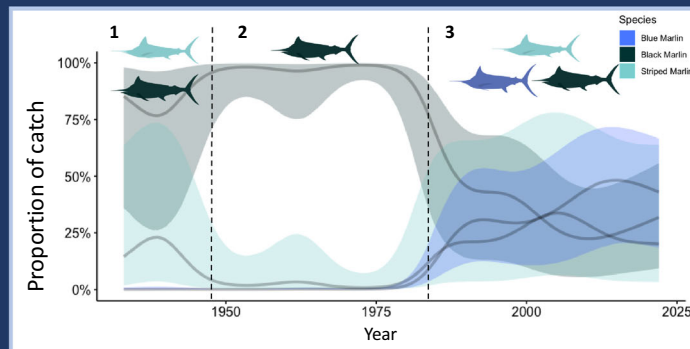 1
2
3
Species
Blue Marlin
Black Marlin
Striped Marlin
100%
75%
50%
25%
0%
Proportion of catch
1950
1975
2000
2025
Year